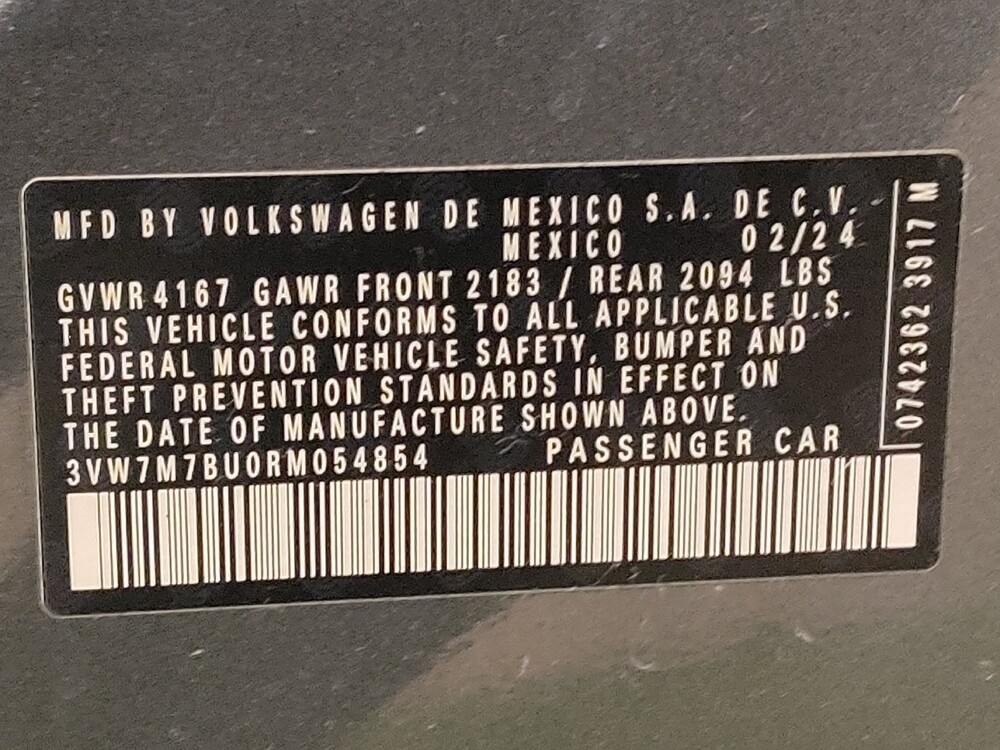 MFD BY VOLKSWAGEN DE MEXICO S.A. DE C.V.
MEXICO 02/24
GVWR 4167 GAWR FRONT 2183 / REAR 2094 LBS
THIS VEHICLE CONFORMS TO ALL APPLICABLE U.S.
FEDERAL MOTOR VEHICLE SAFETY, BUMPER AND
THEFT PREVENTION STANDARDS IN EFFECT ON
THE DATE OF MANUFACTURE SHOWN ABOVE.
3VW7M7BU0RM054854 PASSENGER CAR
0742362 3917 M